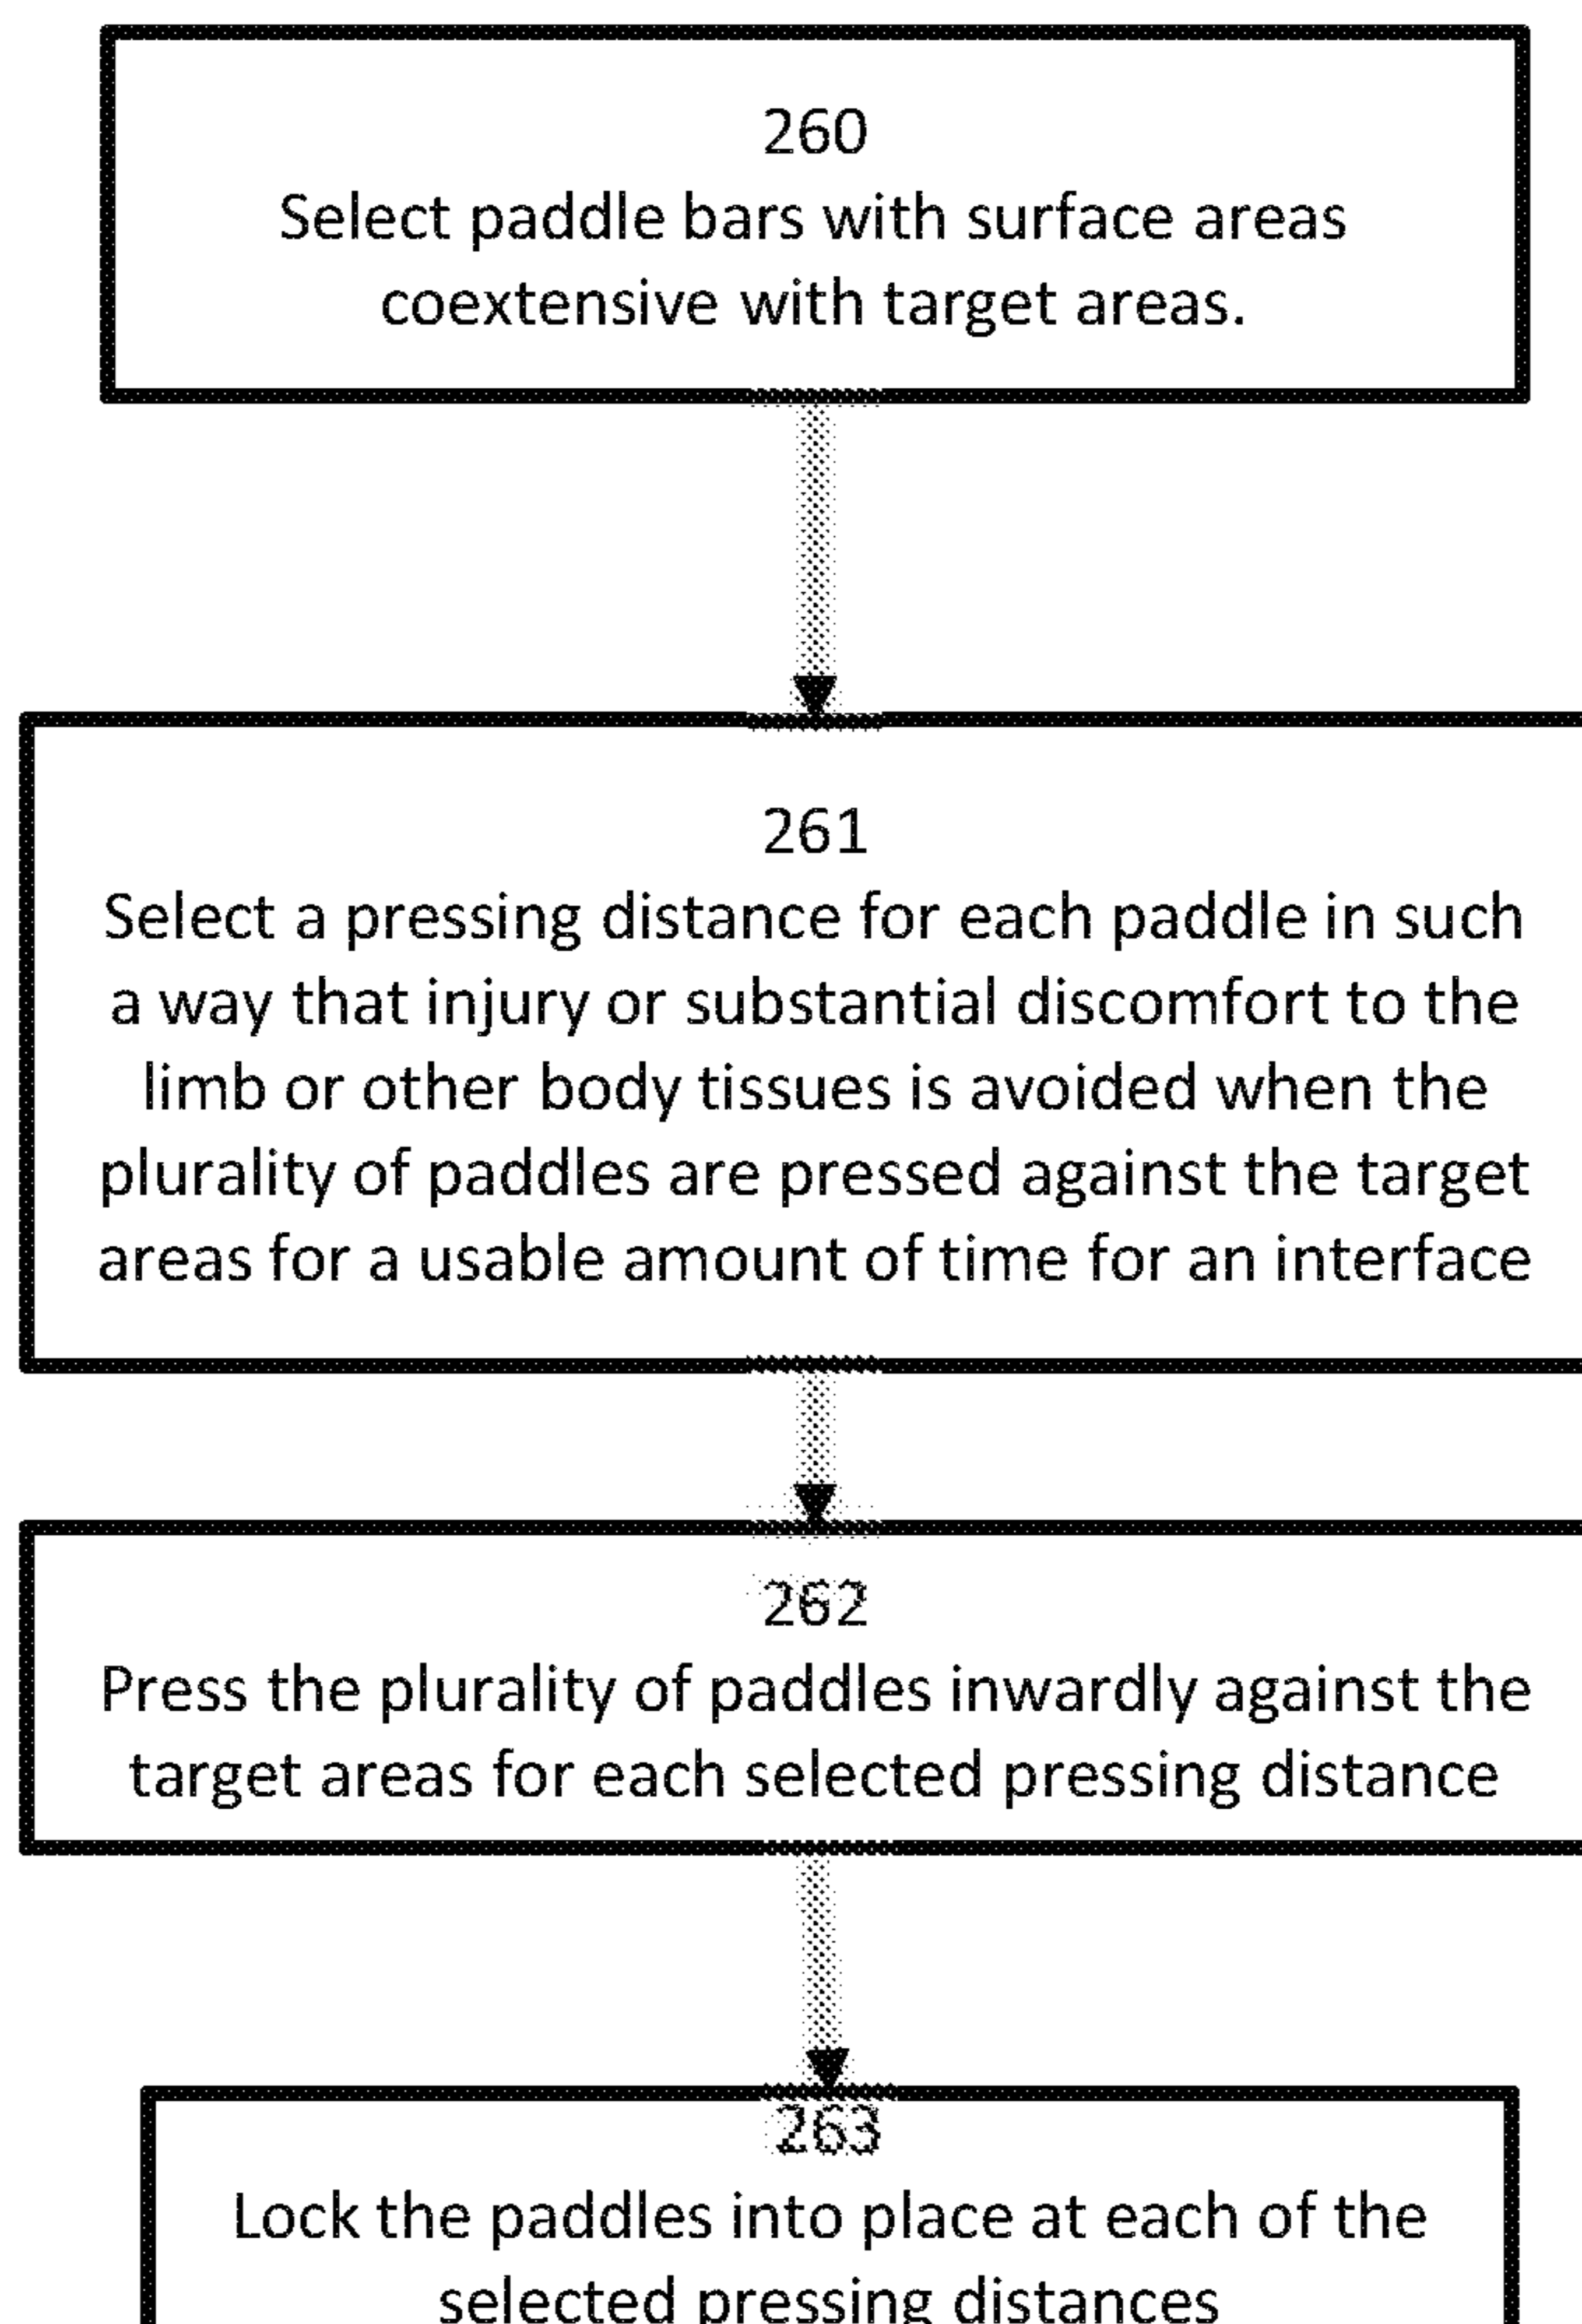 260
Select paddle bars with surface areas
coextensive with target areas.
261
Select a pressing distance for each paddle in such
a way that injury or substantial discomfort to the
limb or other body tissues is avoided when the
plurality of paddles are pressed against the target
areas for a usable amount of time for an interface
262
Press the plurality of paddles inwardly against the
target areas for each selected pressing distance
263
Lock the paddles into place at each of the
selected pressing distances